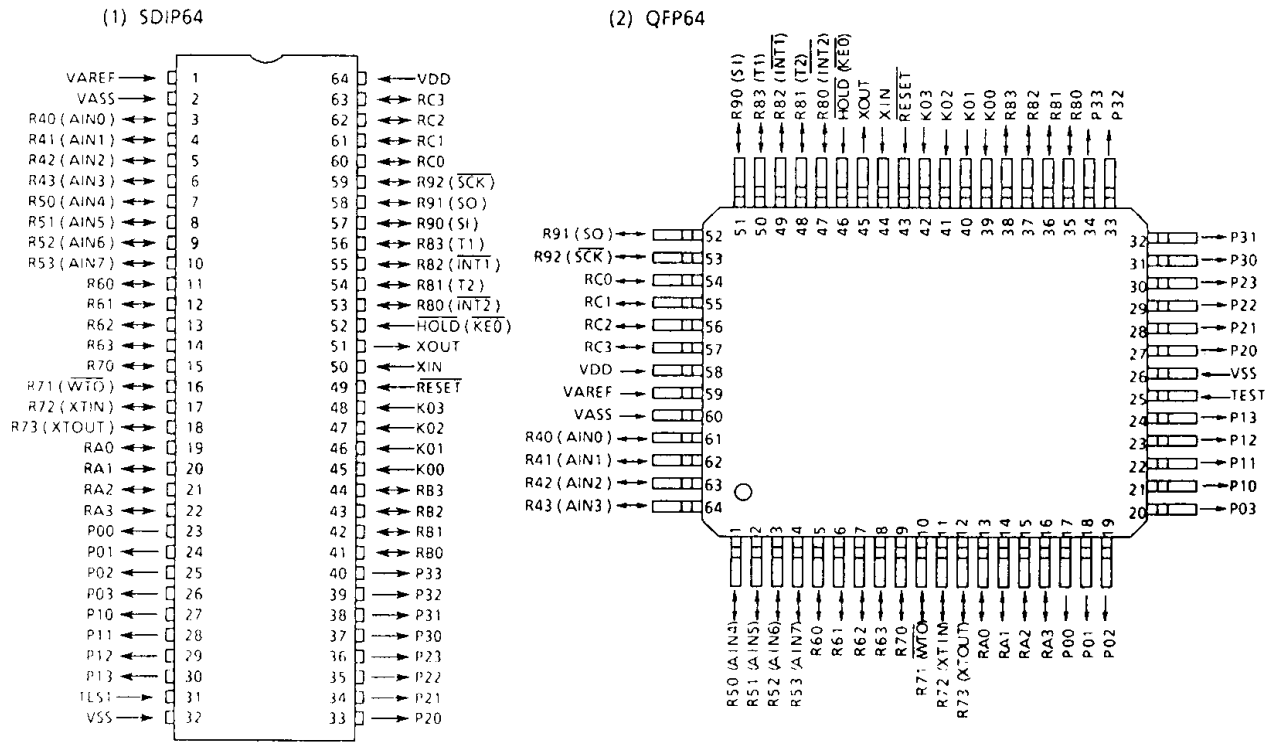 (1) SDIP64
VAREF 1 64 VDD
VASS 2 63 RC3
R40 (AIN0) 3 62 RC2
R41 (AIN1) 4 61 RC1
R42 (AIN2) 5 60 RC0
R43 (AIN3) 6 59 R92 (SCK)
R50 (AIN4) 7 58 R91 (SO)
R51 (AIN5) 8 57 R90 (SI)
R52 (AIN6) 9 56 R83 (T1)
R53 (AIN7) 10 55 R82 (INT1)
R60 11 54 R81 (T2)
R61 12 53 R80 (INT2)
R62 13 52 HOLD (KE0)
R63 14 51 XOUT
R70 15 50 XIN
R71 (WTO) 16 49 RESET
R72 (XTIN) 17 48 K03
R73 (XTOUT) 18 47 K02
RA0 19 46 K01
RA1 20 45 K00
RA2 21 44 RB3
RA3 22 43 RB2
P00 23 42 RB1
P01 24 41 RB0
P02 25 40 P33
P03 26 39 P32
P10 27 38 P31
P11 28 37 P30
P12 29 36 P23
P13 30 35 P22
TEST 31 34 P21
VSS 32 33 P20
(2) QFP64
R90 (SI)
R83 (T1)
R82 (INT1)
R81 (T2)
R80 (INT2)
HOLD (KE0)
XOUT
XIN
RESET
K03
K02
K01
K00
RB3
RB2
RB1
RB0
P33
P32
51 50 49 48 47 46 45 44 43 42 41 40 39 38 37 36 35 34 33
R91 (SO) 52
R92 (SCK) 53
RC0 54
RC1 55
RC2 56
RC3 57
VDD 58
VAREF 59
VASS 60
R40 (AIN0) 61
R41 (AIN1) 62
R42 (AIN2) 63
R43 (AIN3) 64
32 P31
31 P30
30 P23
29 P22
28 P21
27 P20
26 VSS
25 TEST
24 P13
23 P12
22 P11
21 P10
20 P03
1 2 3 4 5 6 7 8 9 10 11 12 13 14 15 16 17 18 19
R50 (AIN4)
R51 (AIN5)
R52 (AIN6)
R53 (AIN7)
R60
R61
R62
R63
R70
R71 (WTO)
R72 (XTIN)
R73 (XTOUT)
RA0
RA1
RA2
RA3
P00
P01
P02